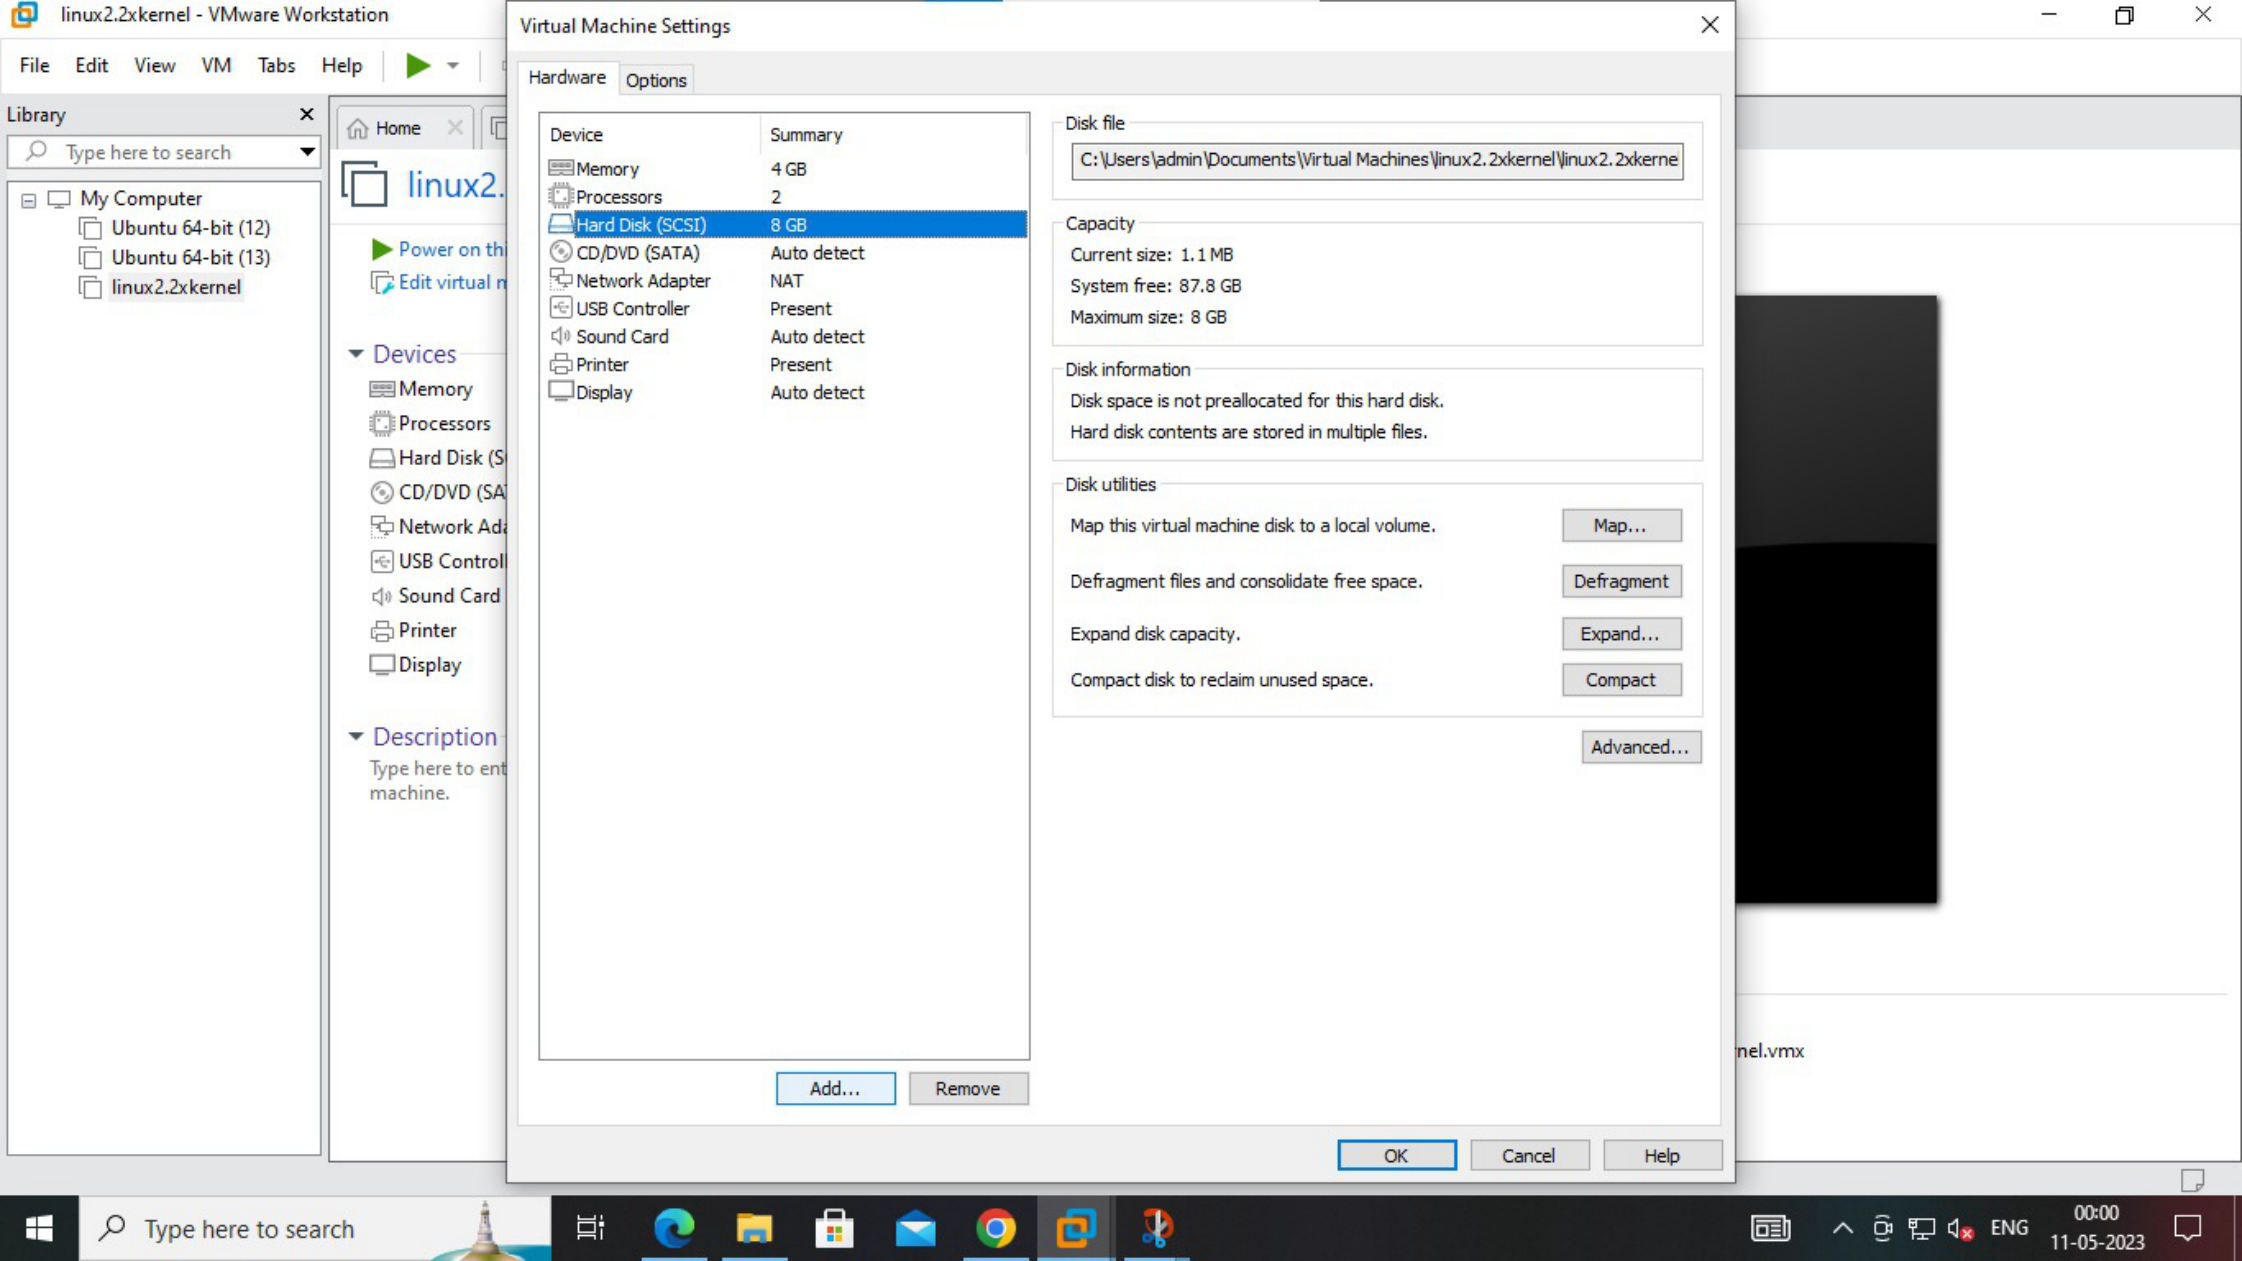 linux2.2xkernel - VMware Workstation
File Edit View VM Tabs Help
Library
Type here to search
My Computer
Ubuntu 64-bit (12)
Ubuntu 64-bit (13)
linux2.2xkernel
Home
linux2.
Power on thi
Edit virtual m
Devices
Memory
Processors
Hard Disk (S
CD/DVD (SA
Network Ada
USB Control
Sound Card
Printer
Display
Description
Type here to ent
machine.
Virtual Machine Settings
Hardware Options
Device Summary
Memory 4 GB
Processors 2
Hard Disk (SCSI) 8 GB
CD/DVD (SATA) Auto detect
Network Adapter NAT
USB Controller Present
Sound Card Auto detect
Printer Present
Display Auto detect
Add... Remove
Disk file
C:\Users\admin\Documents\Virtual Machines\linux2.2xkernel\linux2.2xkerne
Capacity
Current size: 1.1 MB
System free: 87.8 GB
Maximum size: 8 GB
Disk information
Disk space is not preallocated for this hard disk.
Hard disk contents are stored in multiple files.
Disk utilities
Map this virtual machine disk to a local volume. Map...
Defragment files and consolidate free space. Defragment
Expand disk capacity. Expand...
Compact disk to reclaim unused space. Compact
Advanced...
OK Cancel Help
nel.vmx
Type here to search
ENG
00:00
11-05-2023